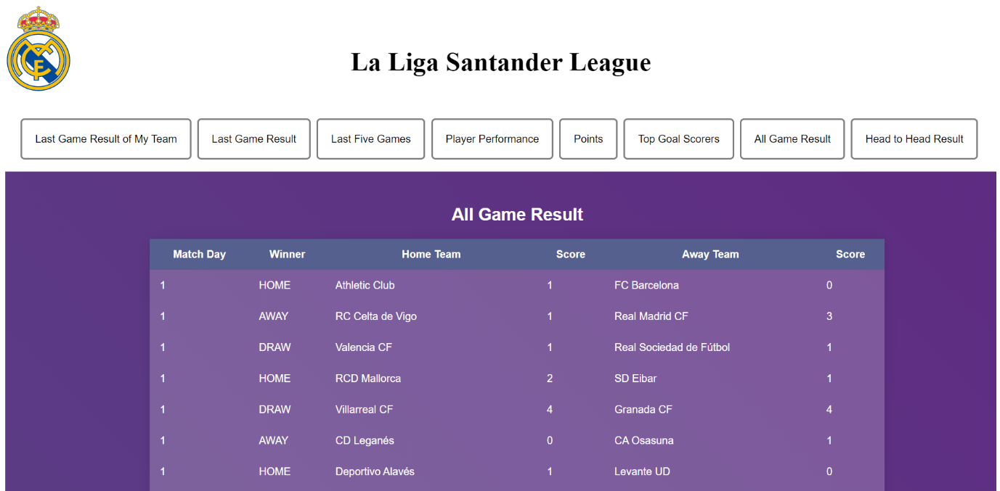 La Liga Santander League
Last Game Result of My Team Last Game Result Last Five Games Player Performance Points Top Goal Scorers All Game Result Head to Head Result
All Game Result
Match Day Winner Home Team Score Away Team Score
1 HOME Athletic Club 1 FC Barcelona 0
1 AWAY RC Celta de Vigo 1 Real Madrid CF 3
1 DRAW Valencia CF 1 Real Sociedad de Fútbol 1
1 HOME RCD Mallorca 2 SD Eibar 1
1 DRAW Villarreal CF 4 Granada CF 4
1 AWAY CD Leganés 0 CA Osasuna 1
1 HOME Deportivo Alavés 1 Levante UD 0